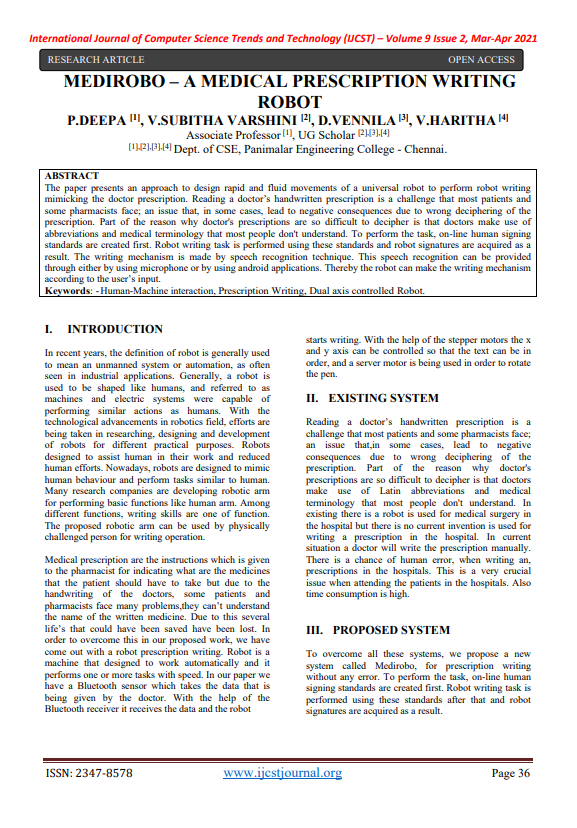 International Journal of Computer Science Trends and Technology (IJCST) – Volume 9 Issue 2, Mar-Apr 2021
RESEARCH ARTICLE OPEN ACCESS
MEDIROBO – A MEDICAL PRESCRIPTION WRITING
ROBOT
P.DEEPA [1], V.SUBITHA VARSHINI [2], D.VENNILA [3], V.HARITHA [4]
Associate Professor [1], UG Scholar [2],[3],[4]
[1],[2],[3],[4] Dept. of CSE, Panimalar Engineering College - Chennai.
ABSTRACT
The paper presents an approach to design rapid and fluid movements of a universal robot to perform robot writing
mimicking the doctor prescription. Reading a doctor's handwritten prescription is a challenge that most patients and
some pharmacists face; an issue that, in some cases, lead to negative consequences due to wrong deciphering of the
prescription. Part of the reason why doctor's prescriptions are so difficult to decipher is that doctors make use of
abbreviations and medical terminology that most people don't understand. To perform the task, on-line human signing
standards are created first. Robot writing task is performed using these standards and robot signatures are acquired as a
result. The writing mechanism is made by speech recognition technique. This speech recognition can be provided
through either by using microphone or by using android applications. Thereby the robot can make the writing mechanism
according to the user's input.
Keywords: - Human-Machine interaction, Prescription Writing, Dual axis controlled Robot.
I. INTRODUCTION
In recent years, the definition of robot is generally used
to mean an unmanned system or automation, as often
seen in industrial applications. Generally, a robot is
used to be shaped like humans, and referred to as
machines and electric systems were capable of
performing similar actions as humans. With the
technological advancements in robotics field, efforts are
being taken in researching, designing and development
of robots for different practical purposes. Robots
designed to assist human in their work and reduced
human efforts. Nowadays, robots are designed to mimic
human behaviour and perform tasks similar to human.
Many research companies are developing robotic arm
for performing basic functions like human arm. Among
different functions, writing skills are one of function.
The proposed robotic arm can be used by physically
challenged person for writing operation.
Medical prescription are the instructions which is given
to the pharmacist for indicating what are the medicines
that the patient should have to take but due to the
handwriting of the doctors, some patients and
pharmacists face many problems,they can't understand
the name of the written medicine. Due to this several
life's that could have been saved have been lost. In
order to overcome this in our proposed work, we have
come out with a robot prescription writing. Robot is a
machine that designed to work automatically and it
performs one or more tasks with speed. In our paper we
have a Bluetooth sensor which takes the data that is
being given by the doctor. With the help of the
Bluetooth receiver it receives the data and the robot
starts writing. With the help of the stepper motors the x
and y axis can be controlled so that the text can be in
order, and a server motor is being used in order to rotate
the pen.
II. EXISTING SYSTEM
Reading a doctor's handwritten prescription is a
challenge that most patients and some pharmacists face;
an issue that,in some cases, lead to negative
consequences due to wrong deciphering of the
prescription. Part of the reason why doctor's
prescriptions are so difficult to decipher is that doctors
make use of Latin abbreviations and medical
terminology that most people don't understand. In
existing there is a robot is used for medical surgery in
the hospital but there is no current invention is used for
writing a prescription in the hospital. In current
situation a doctor will write the prescription manually.
There is a chance of human error, when writing an,
prescriptions in the hospitals. This is a very crucial
issue when attending the patients in the hospitals. Also
time consumption is high.
III. PROPOSED SYSTEM
To overcome all these systems, we propose a new
system called Medirobo, for prescription writing
without any error. To perform the task, on-line human
signing standards are created first. Robot writing task is
performed using these standards after that and robot
signatures are acquired as a result.
ISSN: 2347-8578 www.ijcstjournal.org Page 36